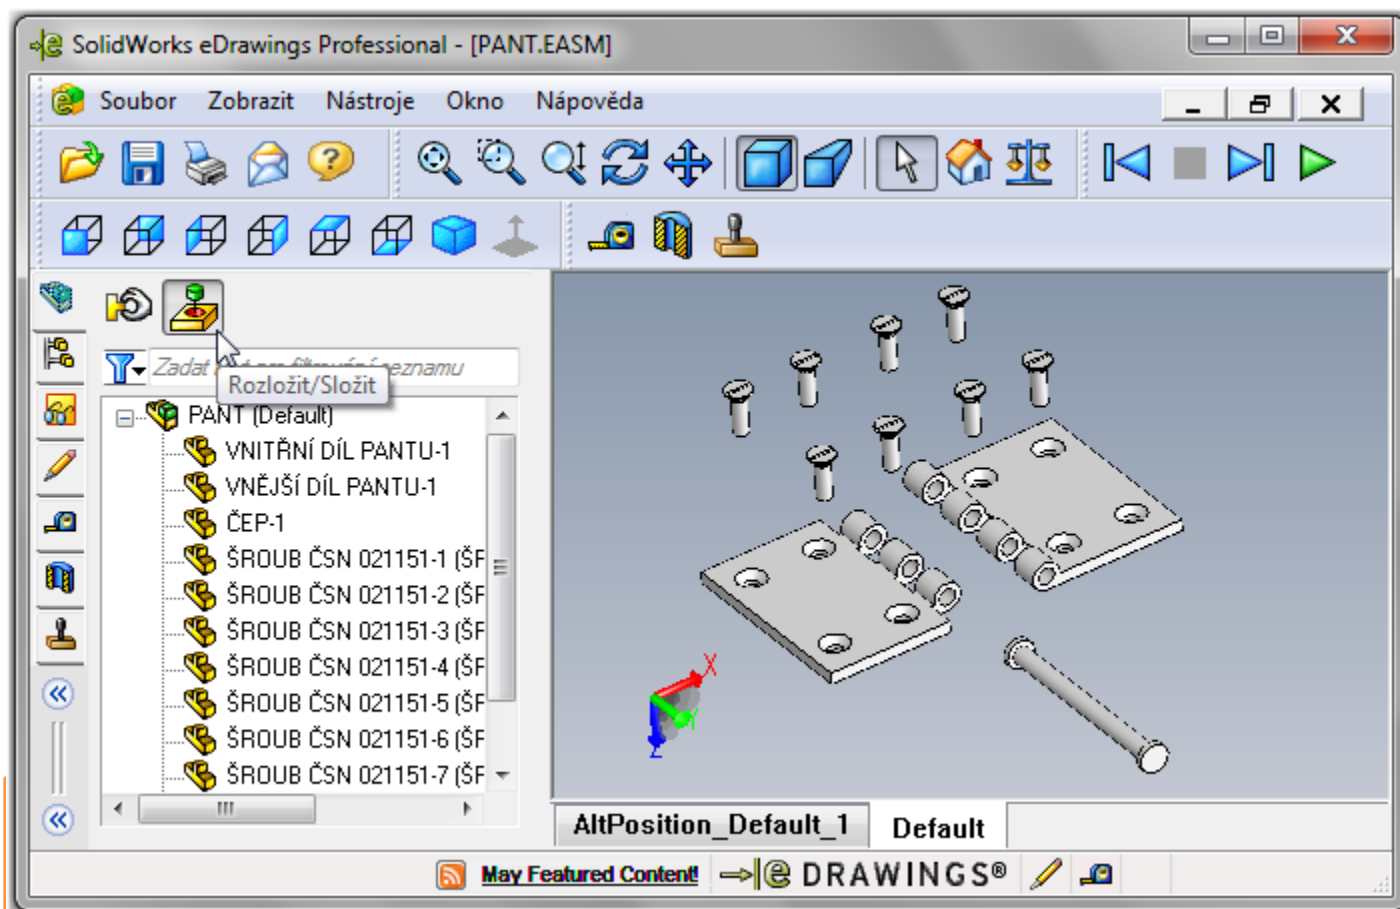 SolidWorks eDrawings Professional - [PANT.EASM]
Soubor Zobrazit Nástroje Okno Nápověda
Zadat seznamu
Rozložit/Složit
PANT (Default)
VNITŘNÍ DÍL PANTU-1
VNĚJŠÍ DÍL PANTU-1
ČEP-1
ŠROUB ČSN 021151-1 (ŠF
ŠROUB ČSN 021151-2 (ŠF
ŠROUB ČSN 021151-3 (ŠF
ŠROUB ČSN 021151-4 (ŠF
ŠROUB ČSN 021151-5 (ŠF
ŠROUB ČSN 021151-6 (ŠF
ŠROUB ČSN 021151-7 (ŠF
X
Y
Z
AltPosition_Default_1 Default
May Featured Content! eDRAWINGS®